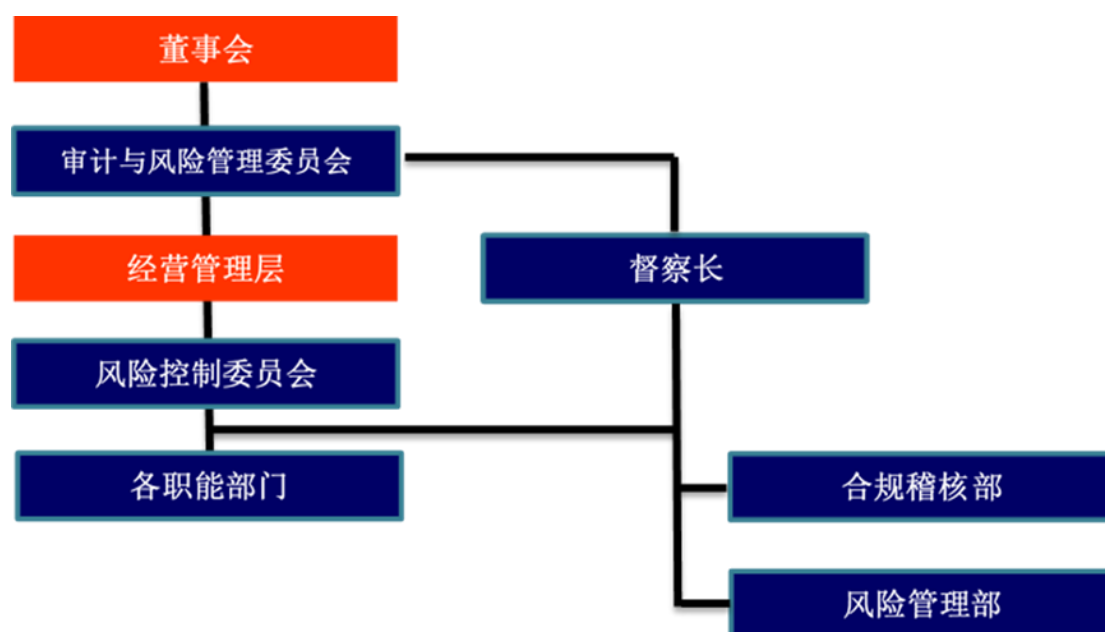 董事会
审计与风险管理委员会
经营管理层
督察长
风险控制委员会
各职能部门
合规稽核部
风险管理部